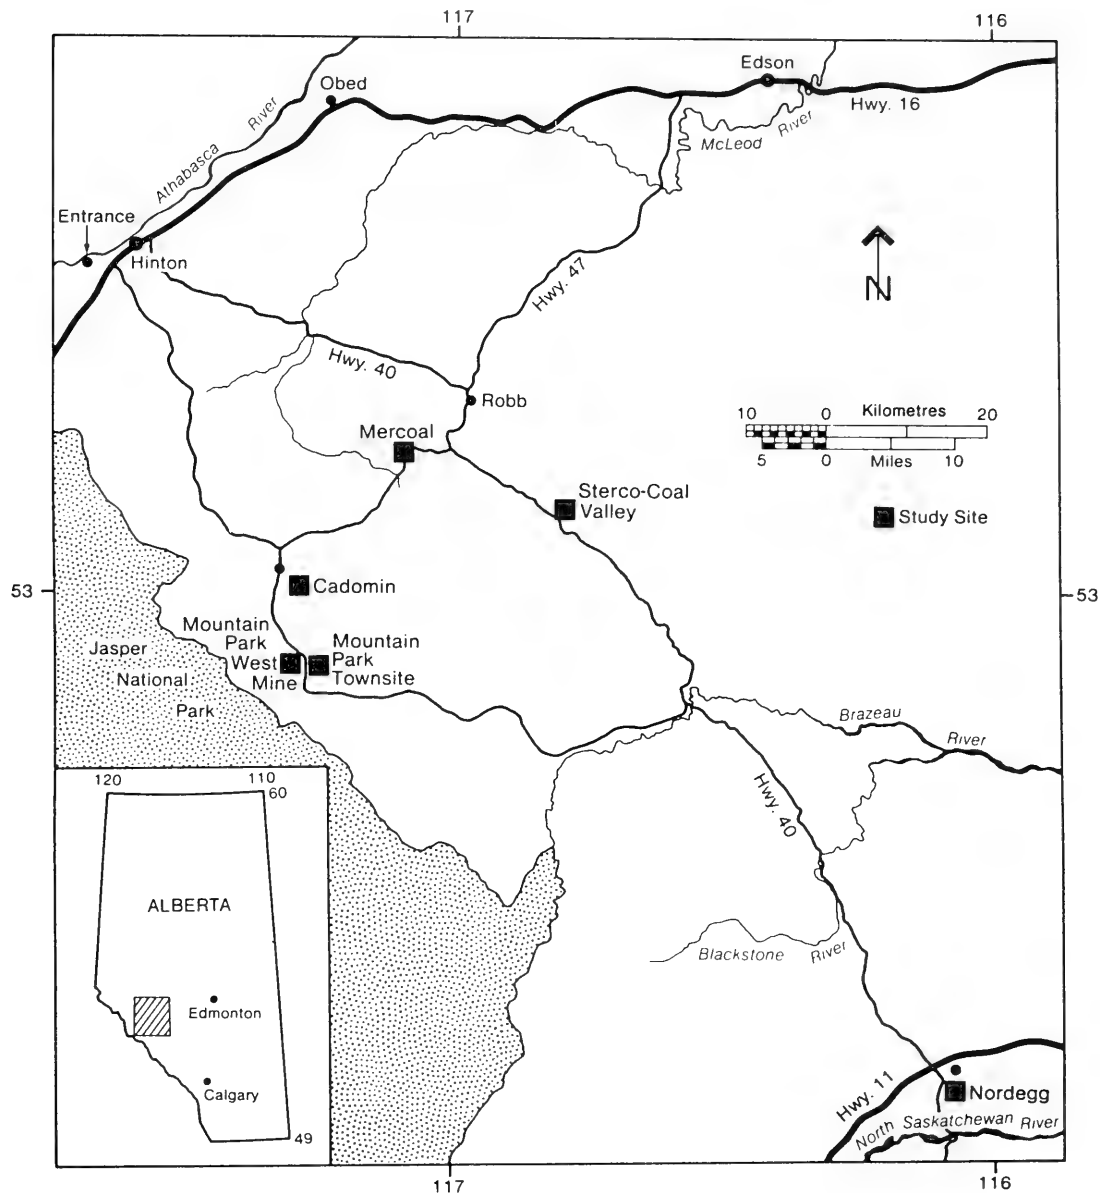 117
116
Edson
Obed
Hwy. 16
Athabasca River
McLeod River
Entrance
Hinton
N
Hwy. 47
Hwy. 40
Robb
10 0 Kilometres 20
5 0 Miles 10
Mercoal
Sterco-Coal
Valley
Study Site
53
Cadomin
53
Mountain
Park
West
Mine
Mountain
Park
Townsite
Jasper
National
Park
Brazeau River
Hwy. 40
120
110
60
ALBERTA
Edmonton
Calgary
49
Blackstone River
Hwy. 11
Nordegg
North Saskatchewan River
117
116